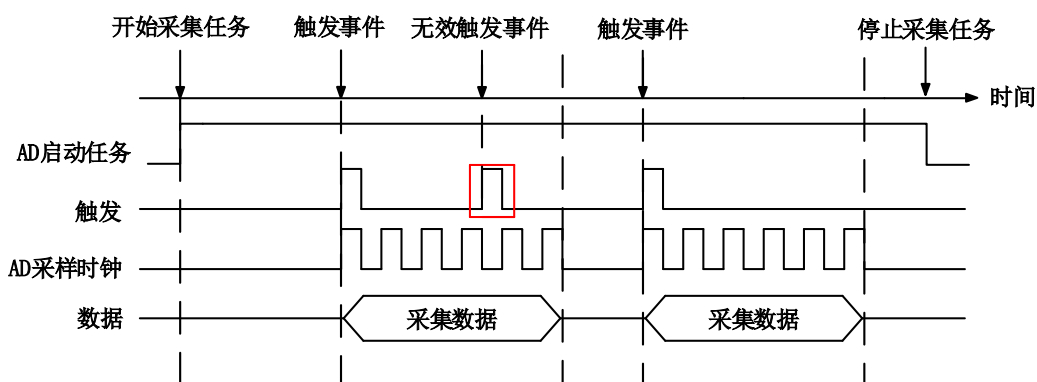 开始采集任务
触发事件
无效触发事件
触发事件
停止采集任务
时间
AD启动任务
触发
AD采样时钟
数据
采集数据
采集数据